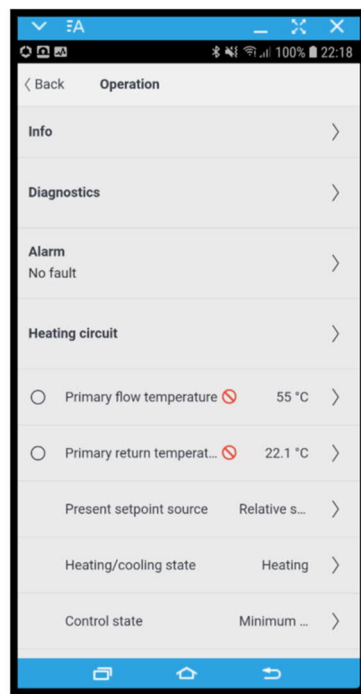 EA
100% 22:18
Back Operation
Info
Diagnostics
Alarm
No fault
Heating circuit
Primary flow temperature 55 °C
Primary return temperat... 22.1 °C
Present setpoint source Relative s...
Heating/cooling state Heating
Control state Minimum ...